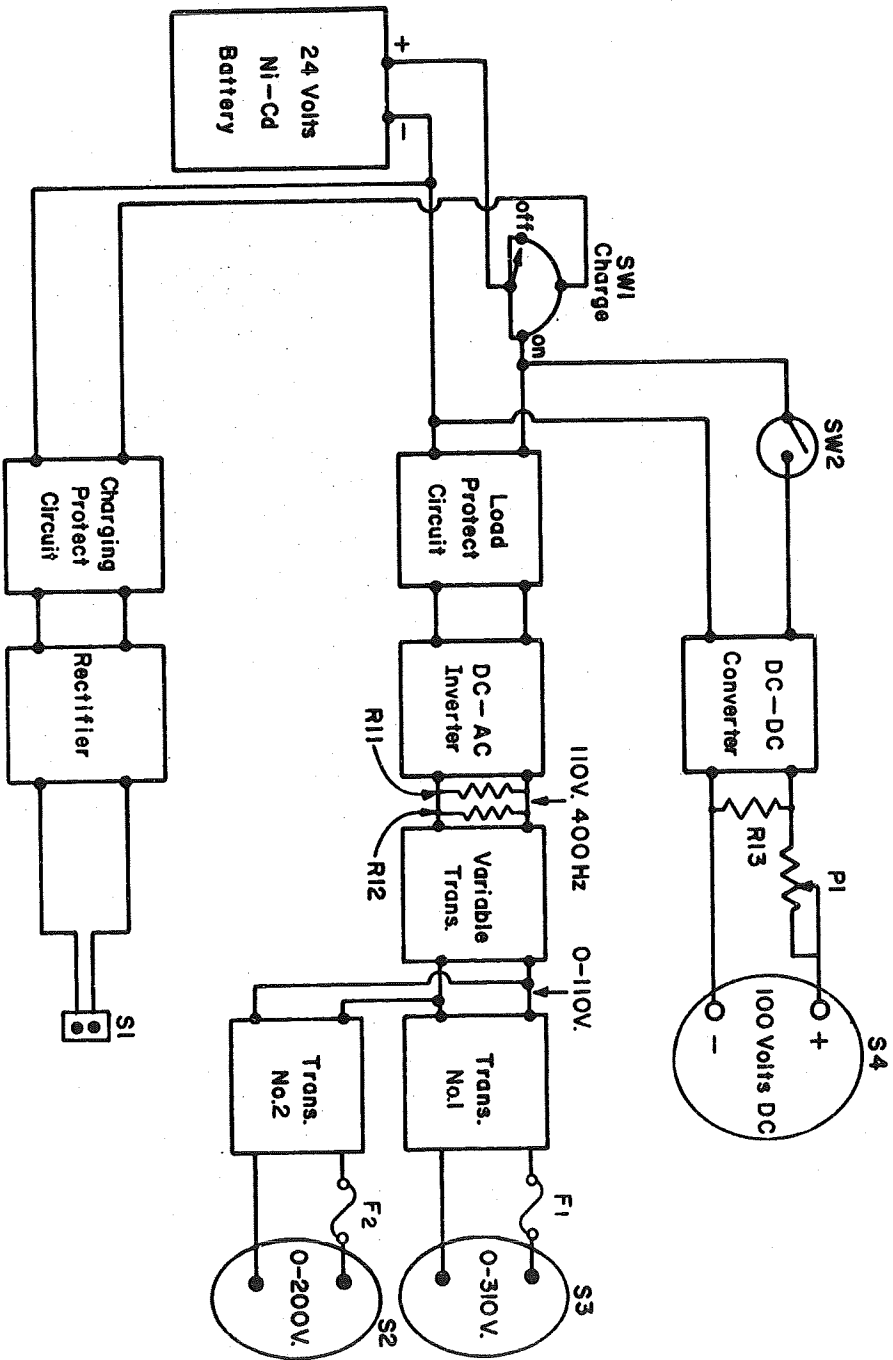 24 Volts
Ni-Cd
Battery
+
-
SW1
Charge
off
on
SW2
DC-DC
Converter
R13
P1
S4
+
100 Volts DC
-
Load
Protect
Circuit
DC-AC
Inverter
R11
R12
110V. 400 Hz
Variable
Trans.
0-110V.
Trans.
No.1
F1
S3
0-310V.
Trans.
No.2
F2
S2
0-200V.
Charging
Protect
Circuit
Rectifier
S1